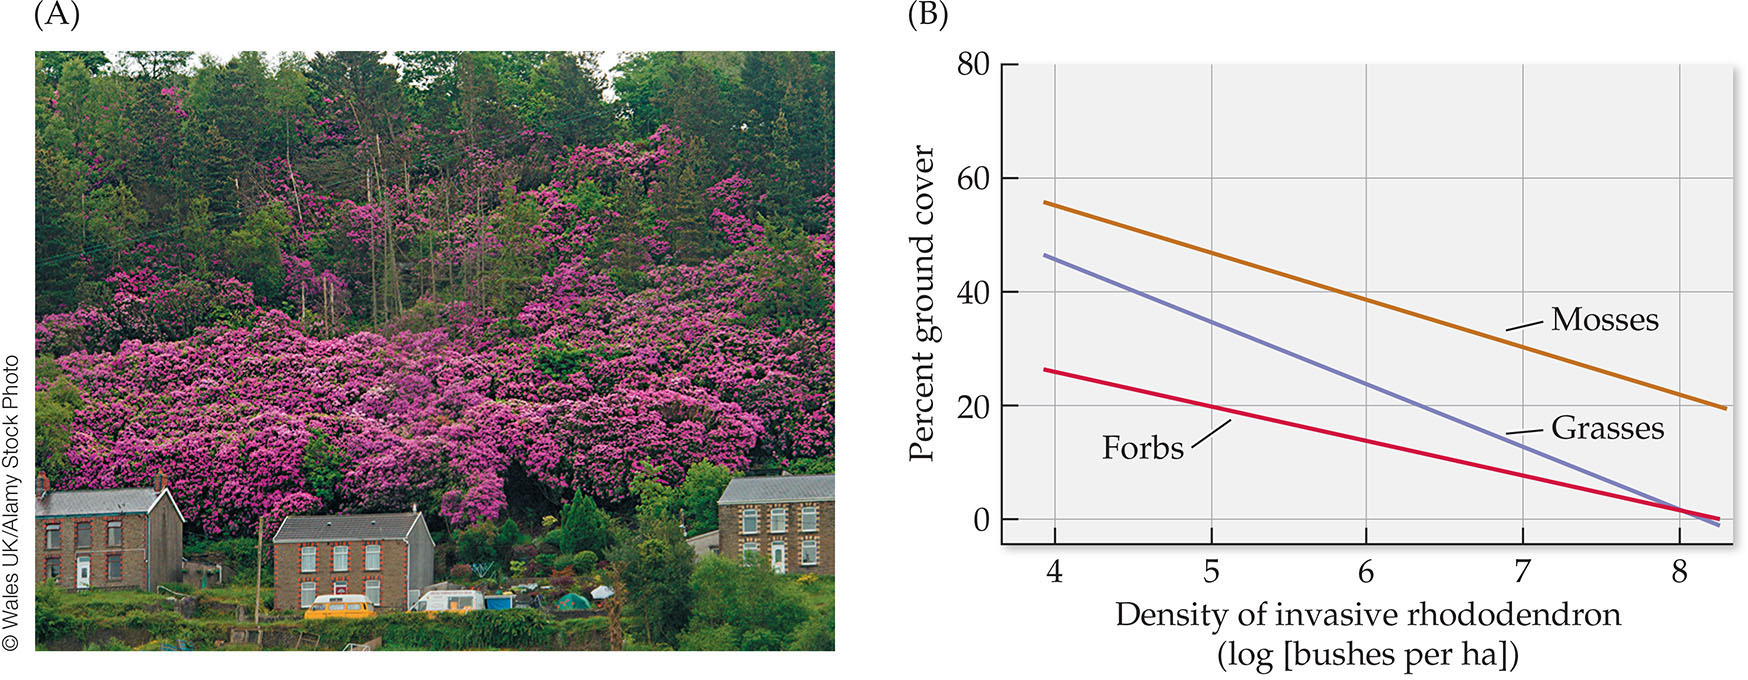 (A)
© Wales UK/Alamy Stock Photo
(B)
Percent ground cover
80
60
40
20
0
Mosses
Grasses
Forbs
4 5 6 7 8
Density of invasive rhododendron
(log [bushes per ha])